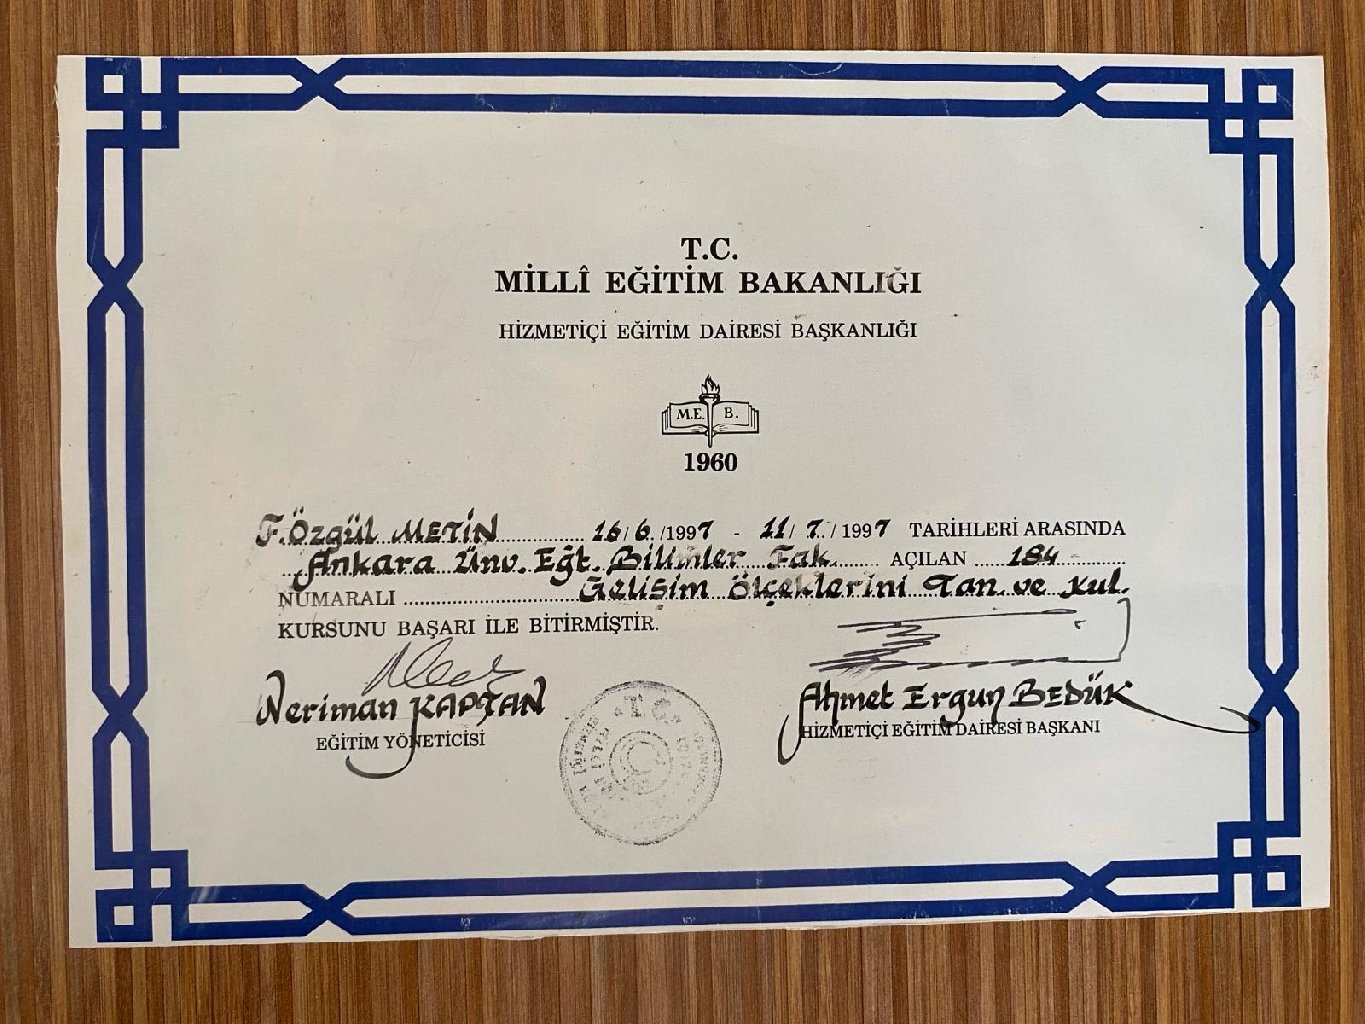 T.C.
MİLLÎ EĞİTİM BAKANLIĞI
HİZMETİÇİ EĞİTİM DAİRESİ BAŞKANLIĞI
M.E. B.
1960
F. Özgül METİN 16/6/1997 - 11/7/1997 TARİHLERİ ARASINDA
Ankara Ünv. Eğt. Bilimler Fak. AÇILAN 184
NUMARALI Gelişim Ölçeklerini Tan. ve Kul.
KURSUNU BAŞARI İLE BİTİRMİŞTİR.
Neriman KAPTAN
EĞİTİM YÖNETİCİSİ
Ahmet Ergun BEDÜK
HİZMETİÇİ EĞİTİM DAİRESİ BAŞKANI
T.C.